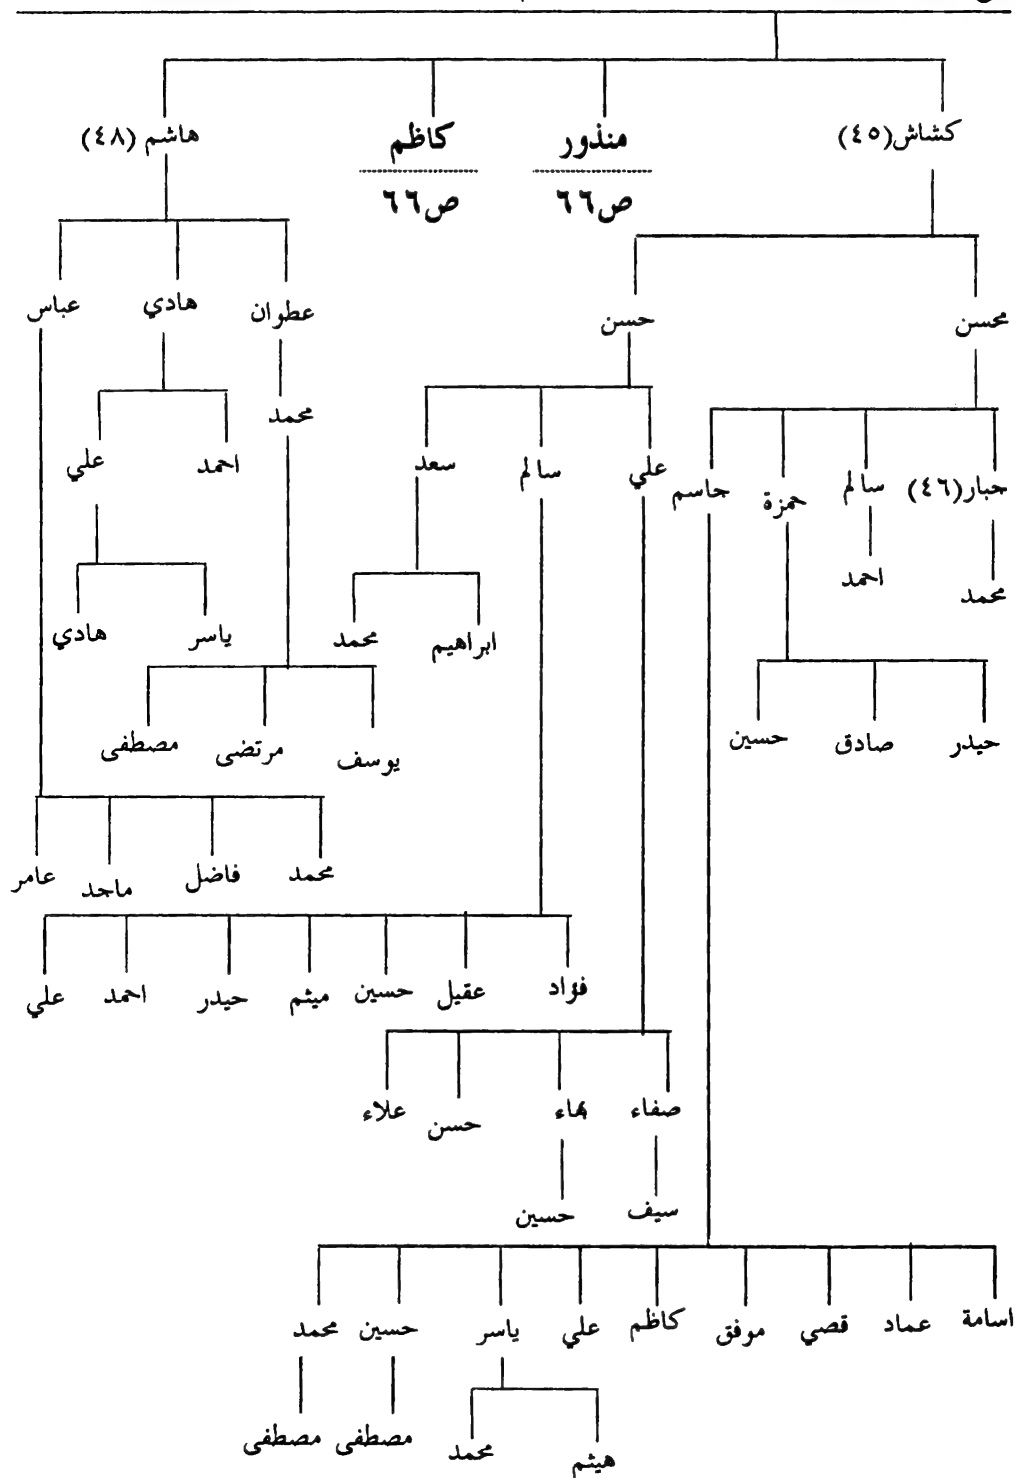 كشاش(٤٥) منذور كاظم هاشم (٤٨)
ص٦٦ ص٦٦
محسن حسن عطوان هادي عباس
جبار(٤٦) سالم حمزة جاسم علي سالم سعد محمد احمد علي
محمد احمد ابراهيم محمد ياسر هادي
حيدر صادق حسين يوسف مرتضى مصطفى
محمد فاضل ماجد عامر
فؤاد عقيل حسين ميثم حيدر احمد علي
صفاء بهاء حسن علاء
سيف حسين
اسامة عماد قصي موفق كاظم علي ياسر حسين محمد
هيثم محمد مصطفى مصطفى